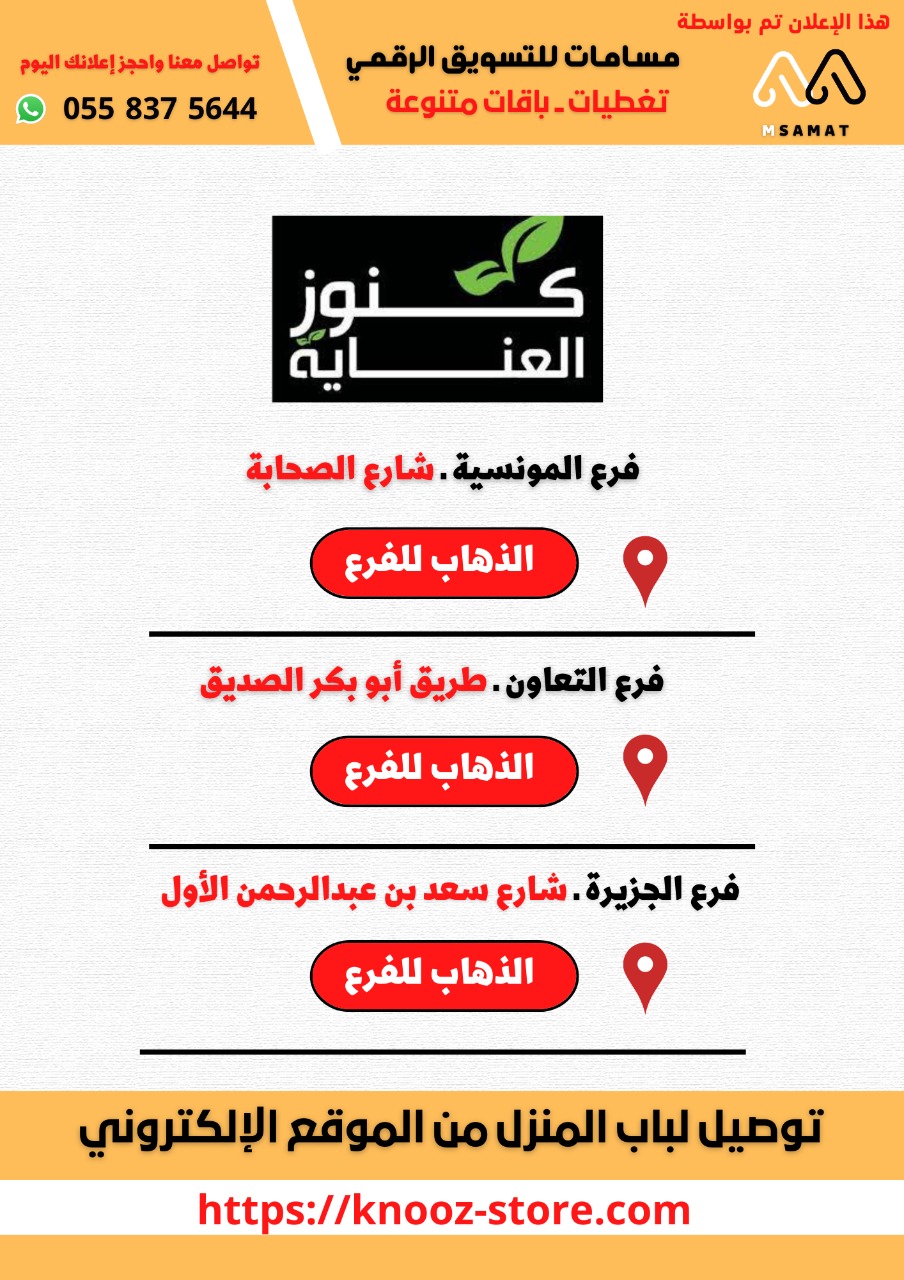 هذا الإعلان تم بواسطة
مسامات للتسويق الرقمي
تغطيات - باقات متنوعة
MSAMAT
تواصل معنا واحجز إعلانك اليوم
055 837 5644
كنوز
العناية
فرع المونسية . شارع الصحابة
الذهاب للفرع
فرع التعاون . طريق أبو بكر الصديق
الذهاب للفرع
فرع الجزيرة . شارع سعد بن عبدالرحمن الأول
الذهاب للفرع
توصيل لباب المنزل من الموقع الإلكتروني
https://knooz-store.com